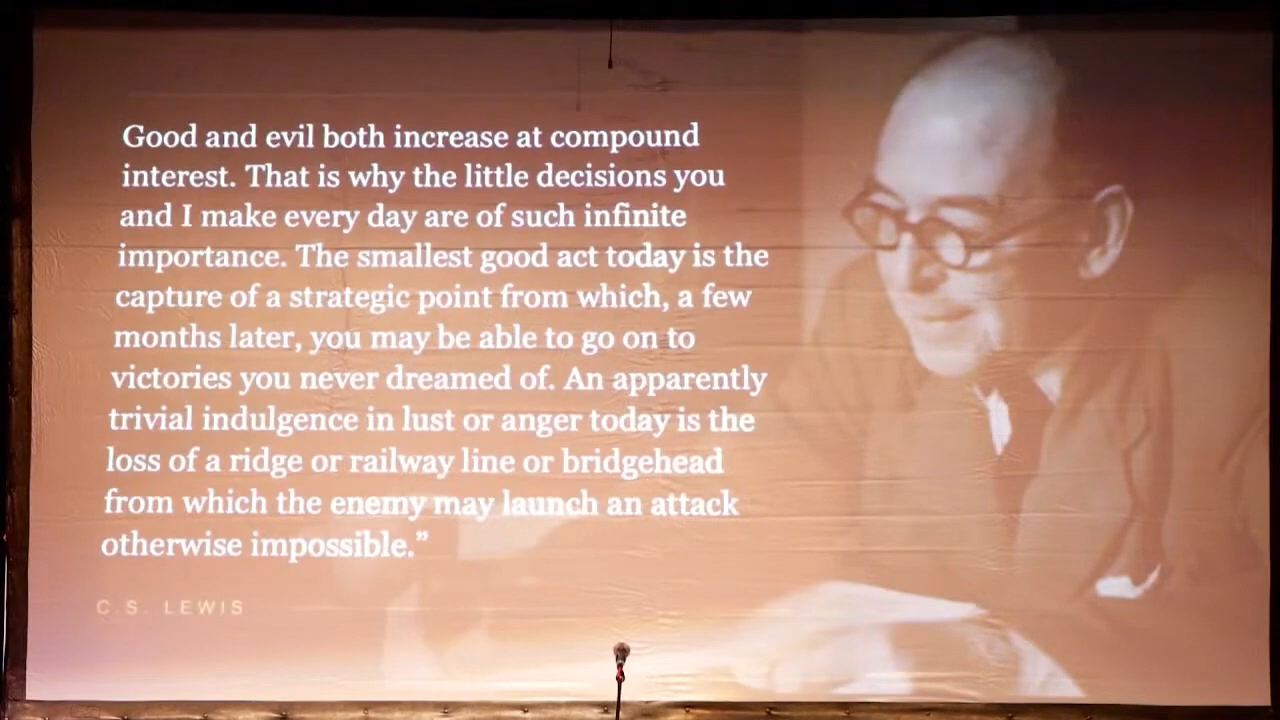 Good and evil both increase at compound
interest. That is why the little decisions you
and I make every day are of such infinite
importance. The smallest good act today is the
capture of a strategic point from which, a few
months later, you may be able to go on to
victories you never dreamed of. An apparently
trivial indulgence in lust or anger today is the
loss of a ridge or railway line or bridgehead
from which the enemy may launch an attack
otherwise impossible.”
C.S. LEWIS